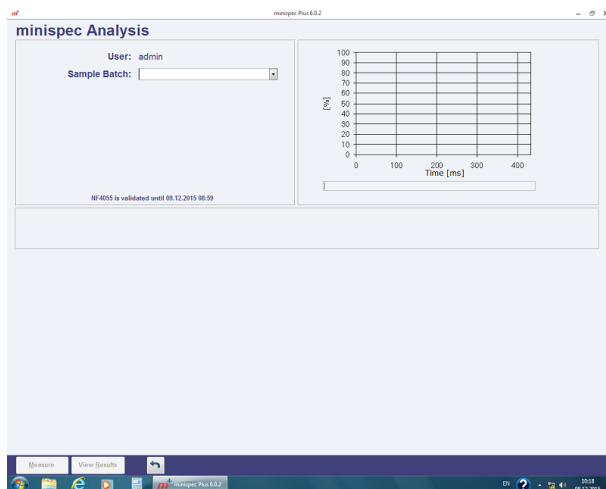 minispec Plus 6.0.2
minispec Analysis
User: admin
Sample Batch:
NF4055 is validated until 09.12.2015 08:59
100
90
80
70
60
50
40
30
20
10
0
[%]
0 100 200 300 400
Time [ms]
Measure View Results
m minispec Plus 6.0.2
EN
10:18